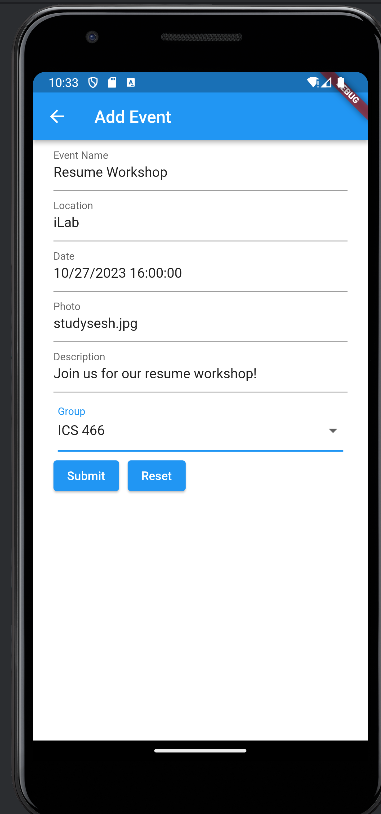 10:33
DEBUG
Add Event
Event Name
Resume Workshop
Location
iLab
Date
10/27/2023 16:00:00
Photo
studysesh.jpg
Description
Join us for our resume workshop!
Group
ICS 466
Submit Reset